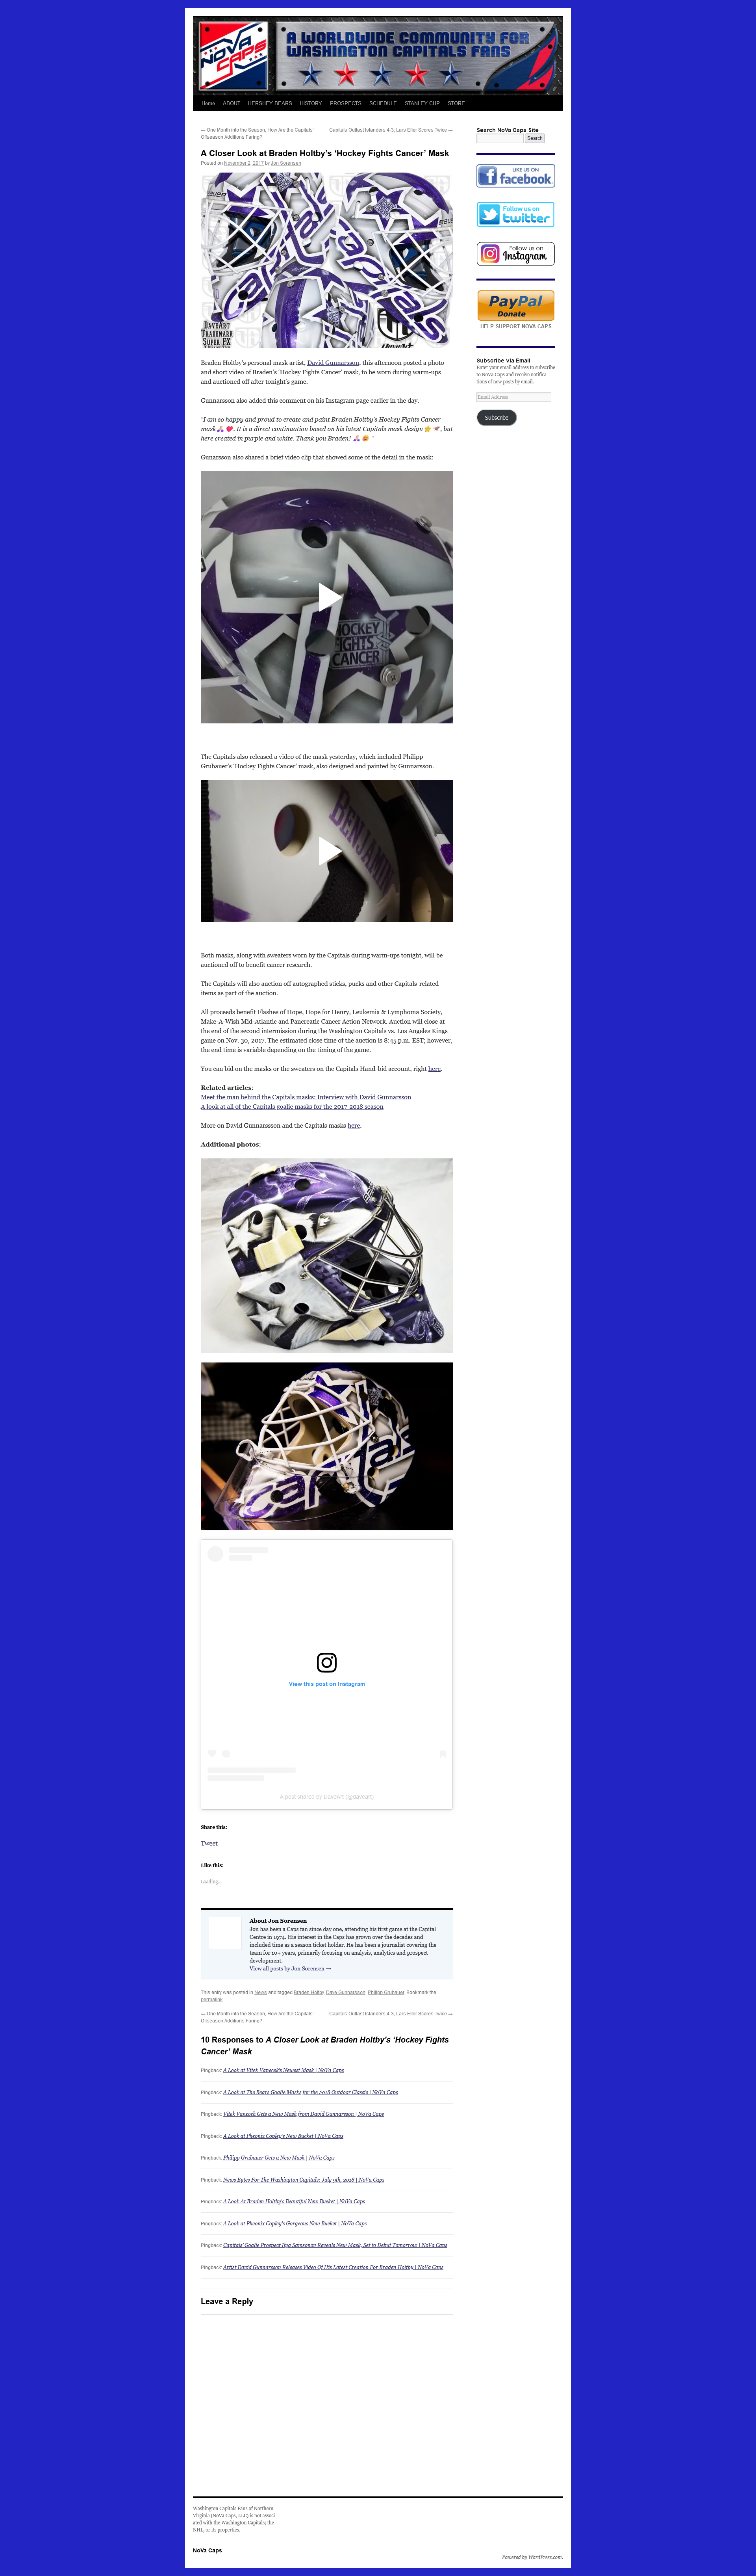 NOVA CAPS
A WORLDWIDE COMMUNITY FOR
WASHINGTON CAPITALS FANS
Home ABOUT HERSHEY BEARS HISTORY PROSPECTS SCHEDULE STANLEY CUP STORE
← One Month into the Season, How Are the Capitals'
Offseason Additions Faring?
Capitals Outlast Islanders 4-3, Lars Eller Scores Twice →
A Closer Look at Braden Holtby's 'Hockey Fights Cancer' Mask
Posted on November 2, 2017 by Jon Sorensen
DAVEART
TRADEMARK
SUPER FX
DaveArt
Braden Holtby's personal mask artist, David Gunnarsson, this afternoon posted a photo
and short video of Braden's 'Hockey Fights Cancer' mask, to be worn during warm-ups
and auctioned off after tonight's game.
Gunnarsson also added this comment on his Instagram page earlier in the day.
"I am so happy and proud to create and paint Braden Holtby's Hockey Fights Cancer
mask. It is a direct continuation based on his latest Capitals mask design, but
here created in purple and white. Thank you Braden! "
Gunarsson also shared a brief video clip that showed some of the detail in the mask:
HOCKEY
FIGHTS
CANCER
The Capitals also released a video of the mask yesterday, which included Philipp
Grubauer's 'Hockey Fights Cancer' mask, also designed and painted by Gunnarsson.
BENJAMIN
Both masks, along with sweaters worn by the Capitals during warm-ups tonight, will be
auctioned off to benefit cancer research.
The Capitals will also auction off autographed sticks, pucks and other Capitals-related
items as part of the auction.
All proceeds benefit Flashes of Hope, Hope for Henry, Leukemia & Lymphoma Society,
Make-A-Wish Mid-Atlantic and Pancreatic Cancer Action Network. Auction will close at
the end of the second intermission during the Washington Capitals vs. Los Angeles Kings
game on Nov. 30, 2017. The estimated close time of the auction is 8:45 p.m. EST; however,
the end time is variable depending on the timing of the game.
You can bid on the masks or the sweaters on the Capitals Hand-bid account, right here.
Related articles:
Meet the man behind the Capitals masks: Interview with David Gunnarsson
A look at all of the Capitals goalie masks for the 2017-2018 season
More on David Gunnarssson and the Capitals masks here.
Additional photos:
View this post on Instagram
A post shared by DaveArt (@daveart)
Share this:
Tweet
Like this:
Loading...
About Jon Sorensen
Jon has been a Caps fan since day one, attending his first game at the Capital
Centre in 1974. His interest in the Caps has grown over the decades and
included time as a season ticket holder. He has been a journalist covering the
team for 10+ years, primarily focusing on analysis, analytics and prospect
development.
View all posts by Jon Sorensen →
This entry was posted in News and tagged Braden Holtby, Dave Gunnarsson, Philipp Grubauer. Bookmark the
permalink.
← One Month into the Season, How Are the Capitals'
Offseason Additions Faring?
Capitals Outlast Islanders 4-3, Lars Eller Scores Twice →
10 Responses to A Closer Look at Braden Holtby's 'Hockey Fights
Cancer' Mask
Pingback: A Look at Vitek Vanecek's Newest Mask | NoVa Caps
Pingback: A Look at The Bears Goalie Masks for the 2018 Outdoor Classic | NoVa Caps
Pingback: Vitek Vanecek Gets a New Mask from David Gunnarsson | NoVa Caps
Pingback: A Look at Pheonix Copley's New Bucket | NoVa Caps
Pingback: Philipp Grubauer Gets a New Mask | NoVa Caps
Pingback: News Bytes For The Washington Capitals: July 9th, 2018 | NoVa Caps
Pingback: A Look At Braden Holtby's Beautiful New Bucket | NoVa Caps
Pingback: A Look at Pheonix Copley's Gorgeous New Bucket | NoVa Caps
Pingback: Capitals' Goalie Prospect Ilya Samsonov Reveals New Mask, Set to Debut Tomorrow | NoVa Caps
Pingback: Artist David Gunnarsson Releases Video Of His Latest Creation For Braden Holtby | NoVa Caps
Leave a Reply
Search NoVa Caps Site
Search
LIKE US ON
facebook
Follow us on
twitter
Follow us on
Instagram
PayPal
Donate
HELP SUPPORT NOVA CAPS
Subscribe via Email
Enter your email address to subscribe
to NoVa Caps and receive notifica-
tions of new posts by email.
Email Address
Subscribe
Washington Capitals Fans of Northern
Virginia (NoVa Caps, LLC) is not associ-
ated with the Washington Capitals; the
NHL, or its properties.
NoVa Caps
Powered by WordPress.com.